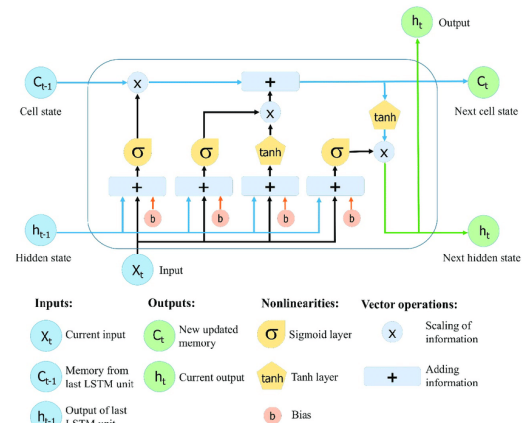 ht
Output
Ct-1
x
+
Ct
Cell state
x
tanh
Next cell state
σ
σ
tanh
σ
x
+
+
+
+
b
b
b
b
ht-1
ht
Hidden state
Xt
Input
Next hidden state
Inputs:
Outputs:
Nonlinearities:
Vector operations:
Xt
Current input
Ct
New updated
memory
σ
Sigmoid layer
x
Scaling of
information
Ct-1
Memory from
last LSTM unit
ht
Current output
tanh
Tanh layer
+
Adding
information
ht-1
Output of last
LSTM unit
b
Bias